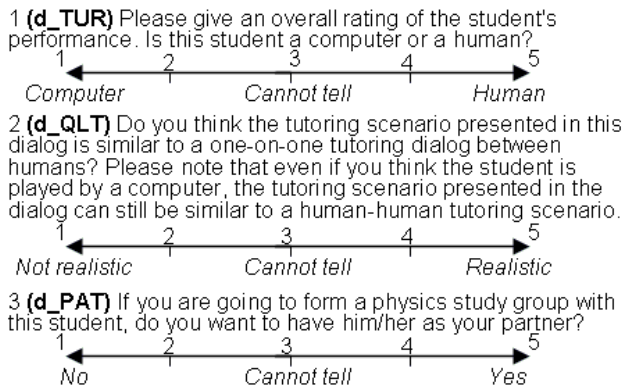 1 (d_TUR) Please give an overall rating of the student's
performance. Is this student a computer or a human?
1 2 3 4 5
Computer Cannot tell Human
2 (d_QLT) Do you think the tutoring scenario presented in this
dialog is similar to a one-on-one tutoring dialog between
humans? Please note that even if you think the student is
played by a computer, the tutoring scenario presented in the
dialog can still be similar to a human-human tutoring scenario.
1 2 3 4 5
Not realistic Cannot tell Realistic
3 (d_PAT) If you are going to form a physics study group with
this student, do you want to have him/her as your partner?
1 2 3 4 5
No Cannot tell Yes